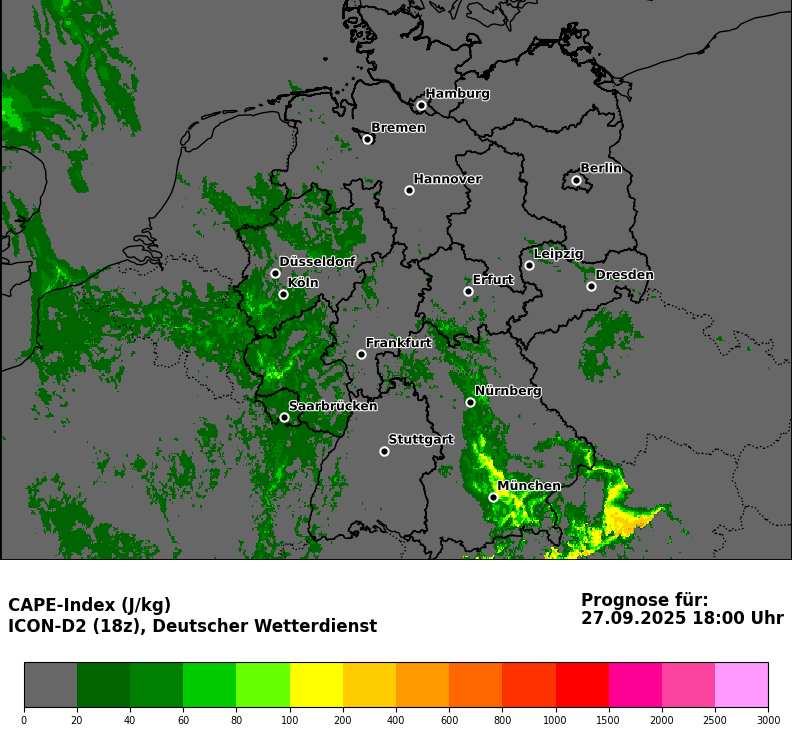 Hamburg
Bremen
Hannover
Berlin
Leipzig
Düsseldorf
Dresden
Köln
Erfurt
Frankfurt
Nürnberg
Saarbrücken
Stuttgart
München
CAPE-Index (J/kg)
ICON-D2 (18z), Deutscher Wetterdienst
Prognose für:
27.09.2025 18:00 Uhr
0 20 40 60 80 100 200 400 600 800 1000 1500 2000 2500 3000